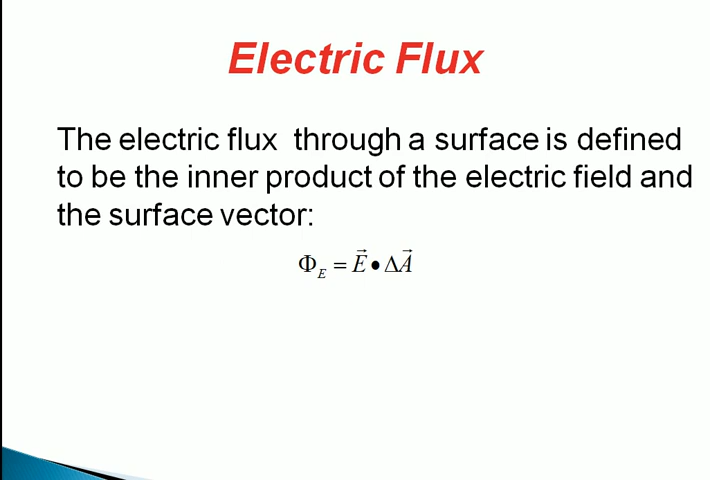 Electric Flux
The electric flux through a surface is defined
to be the inner product of the electric field and
the surface vector:
Φ_E = E⃗ • ΔA⃗